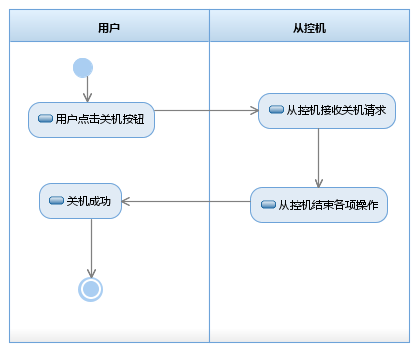 用户
从控机
用户点击关机按钮
从控机接收关机请求
关机成功
从控机结束各项操作